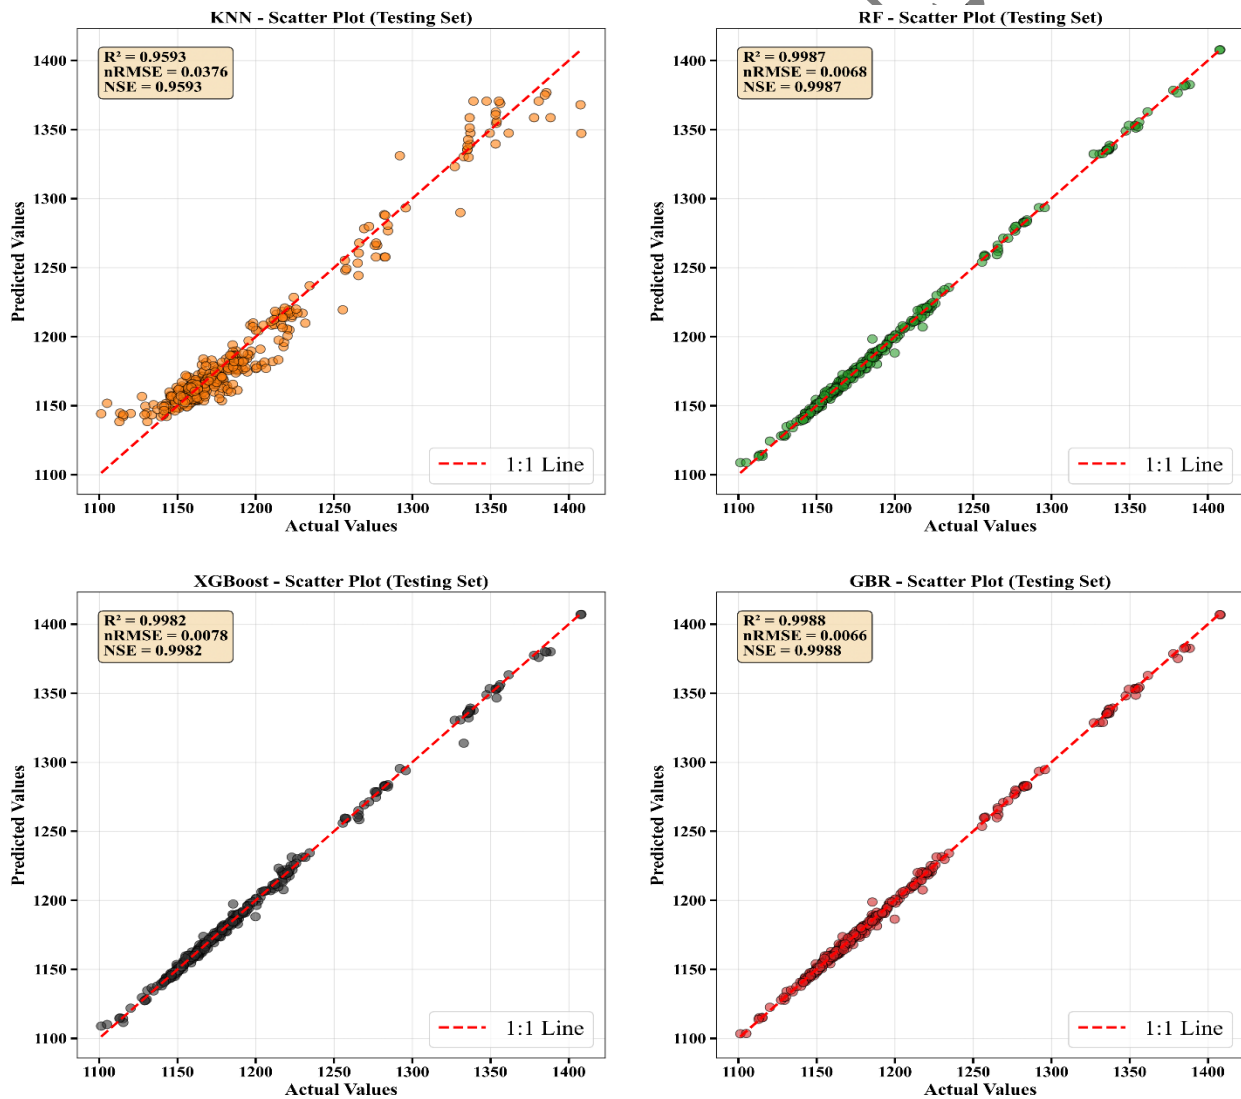 KNN - Scatter Plot (Testing Set)
R² = 0.9593
nRMSE = 0.0376
NSE = 0.9593
1400
1350
1300
1250
1200
1150
1100
Predicted Values
1:1 Line
1100 1150 1200 1250 1300 1350 1400
Actual Values
RF - Scatter Plot (Testing Set)
R² = 0.9987
nRMSE = 0.0068
NSE = 0.9987
1400
1350
1300
1250
1200
1150
1100
Predicted Values
1:1 Line
1100 1150 1200 1250 1300 1350 1400
Actual Values
XGBoost - Scatter Plot (Testing Set)
R² = 0.9982
nRMSE = 0.0078
NSE = 0.9982
1400
1350
1300
1250
1200
1150
1100
Predicted Values
1:1 Line
1100 1150 1200 1250 1300 1350 1400
Actual Values
GBR - Scatter Plot (Testing Set)
R² = 0.9988
nRMSE = 0.0066
NSE = 0.9988
1400
1350
1300
1250
1200
1150
1100
Predicted Values
1:1 Line
1100 1150 1200 1250 1300 1350 1400
Actual Values